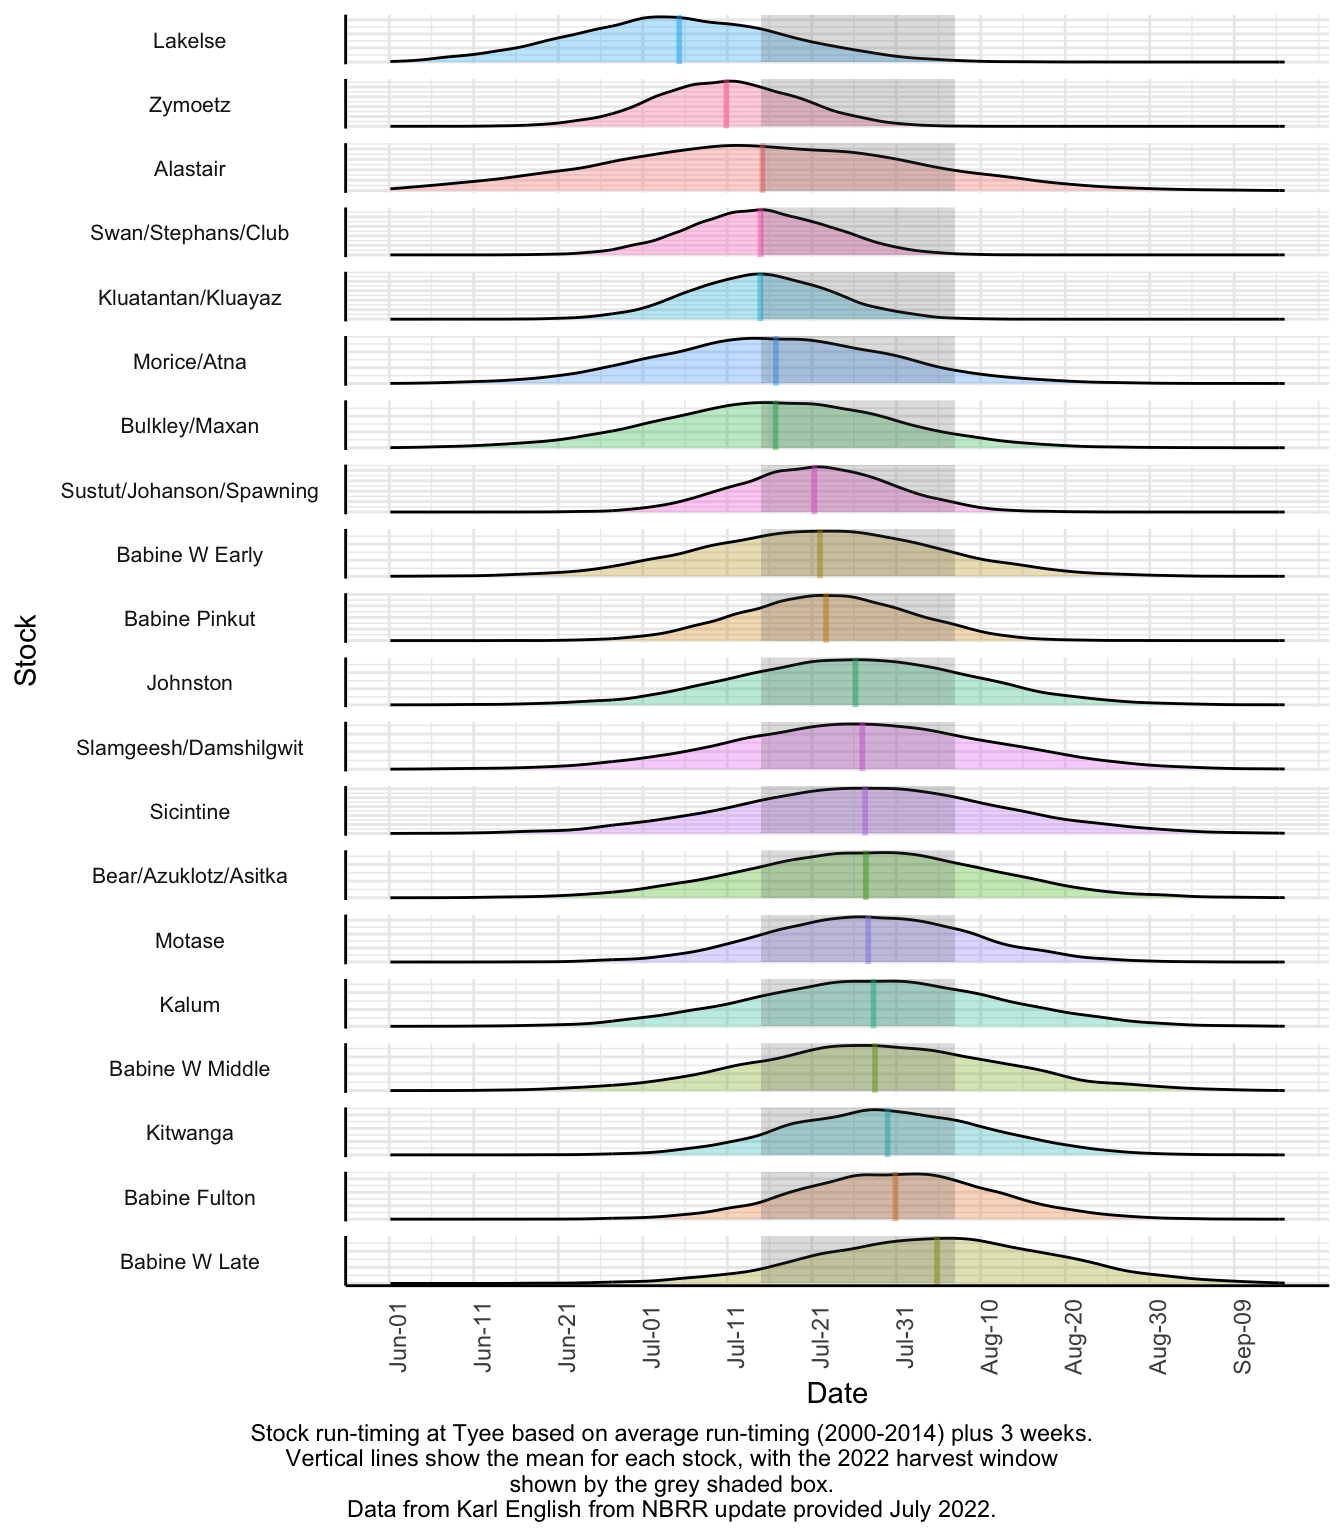 Lakelse
Zymoetz
Alastair
Swan/Stephans/Club
Kluatantan/Kluayaz
Morice/Atna
Bulkley/Maxan
Sustut/Johanson/Spawning
Babine W Early
Babine Pinkut
Johnston
Slamgeesh/Damshilgwit
Sicintine
Bear/Azuklotz/Asitka
Motase
Kalum
Babine W Middle
Kitwanga
Babine Fulton
Babine W Late
Stock
Jun-01
Jun-11
Jun-21
Jul-01
Jul-11
Jul-21
Jul-31
Aug-10
Aug-20
Aug-30
Sep-09
Date
Stock run-timing at Tyee based on average run-timing (2000-2014) plus 3 weeks.
Vertical lines show the mean for each stock, with the 2022 harvest window
shown by the grey shaded box.
Data from Karl English from NBRR update provided July 2022.